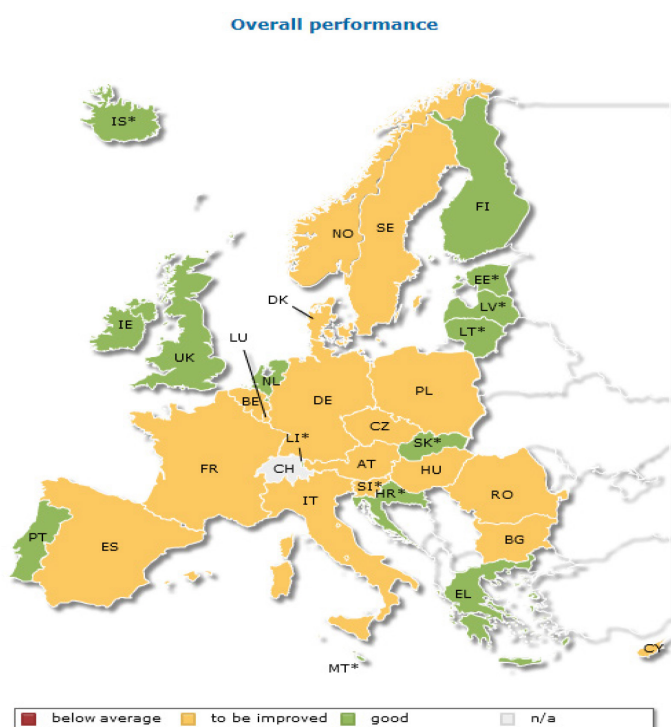 Overall performance
IS*
FI
NO
SE
EE*
DK
LV*
IE
LT*
LU
UK
NL
PL
BE
DE
CZ
LI*
SK*
AT
FR
CH
HU
SI*
HR*
RO
IT
PT
BG
ES
EL
CY
MT*
below average to be improved good n/a